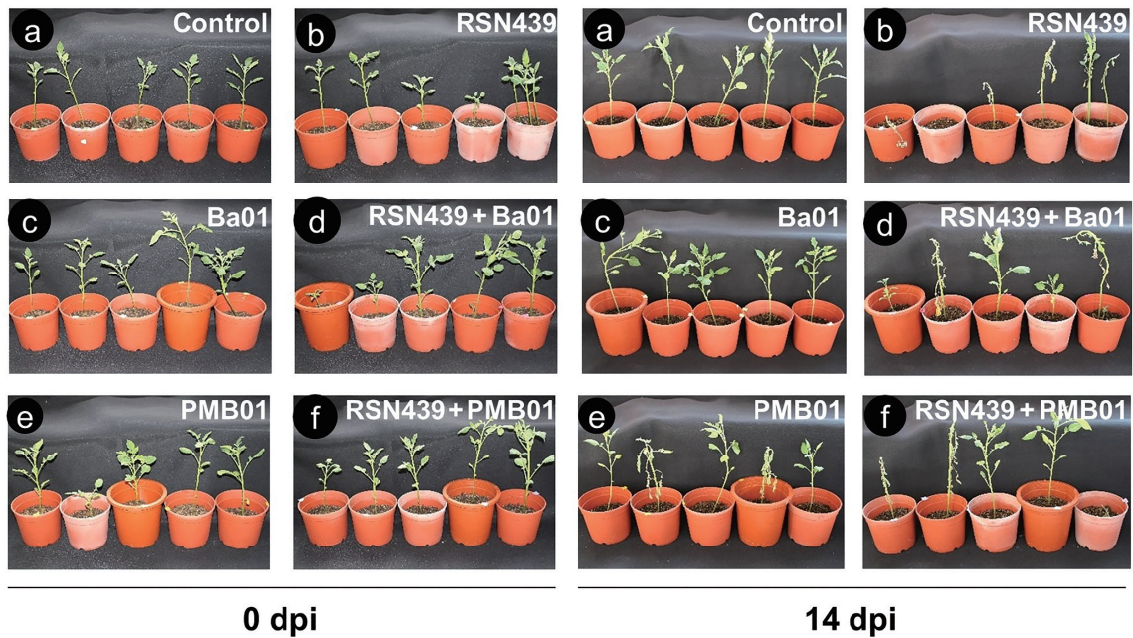 a Control b RSN439 a Control b RSN439
c Ba01 d RSN439 + Ba01 c Ba01 d RSN439 + Ba01
e PMB01 f RSN439 + PMB01 e PMB01 f RSN439 + PMB01
0 dpi 14 dpi